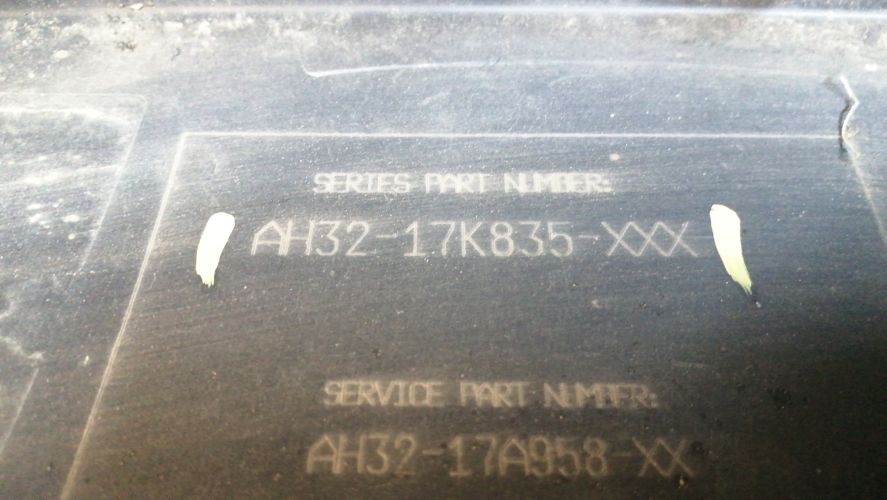 SERIES PART NUMBER:
AH32-17K835-XXX
SERVICE PART NUMBER:
AH32-17A958-XX